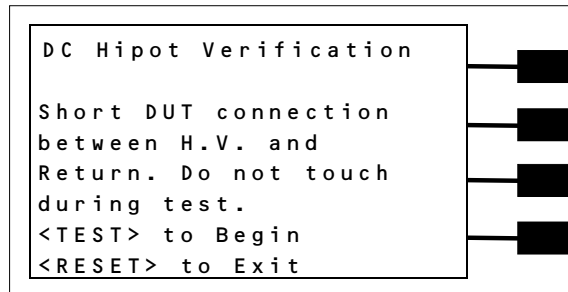 DC Hipot Verification
Short DUT connection
between H.V. and
Return. Do not touch
during test.
<TEST> to Begin
<RESET> to Exit